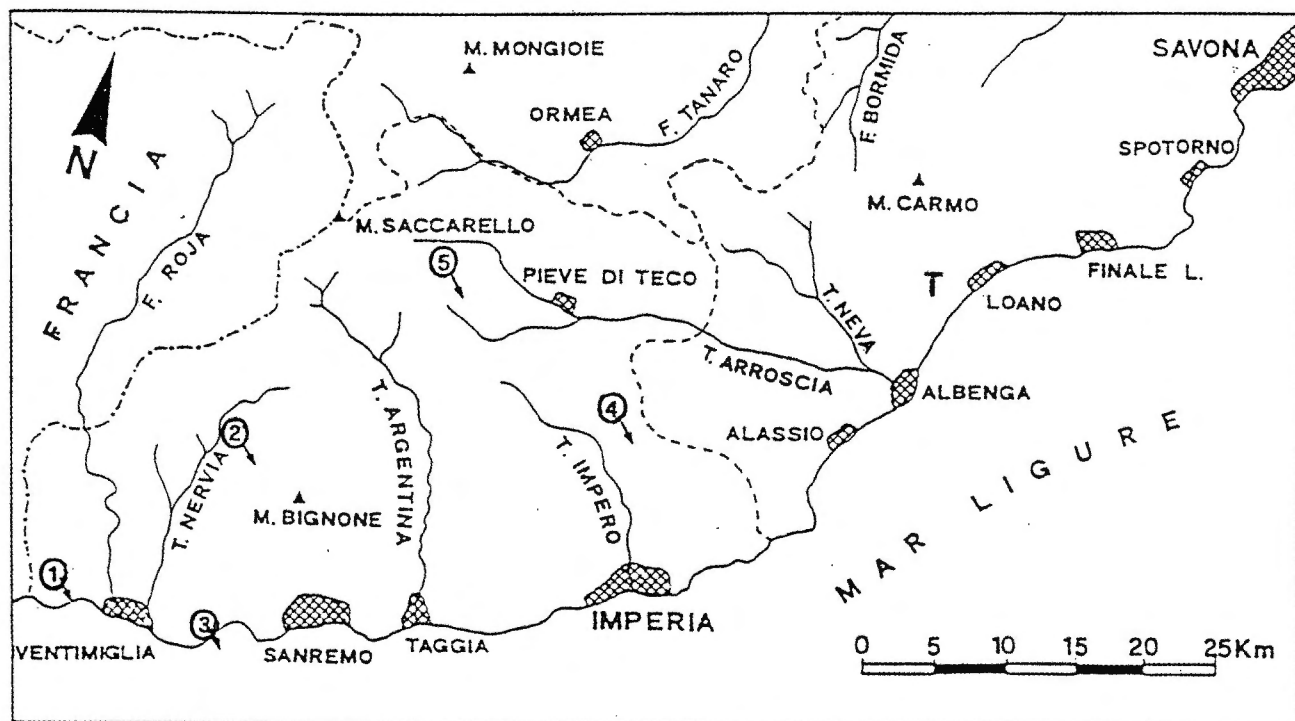 SAVONA
M. MONGIOIE
F. BORMIDA
F. TANARO
ORMEA
N
SPOTORNO
FRANCIA
M. CARMO
M. SACCARELLO
F. ROJA
5
PIEVE DI TECO
T
FINALE L.
LOANO
T. NEVA
T. ARROSCIA
ALBENGA
4
2
T. ARGENTINA
ALASSIO
T. IMPERO
T. NERVIA
M. BIGNONE
MAR LIGURE
1
3
IMPERIA
VENTIMIGLIA
SANREMO
TAGGIA
0 5 10 15 20 25Km